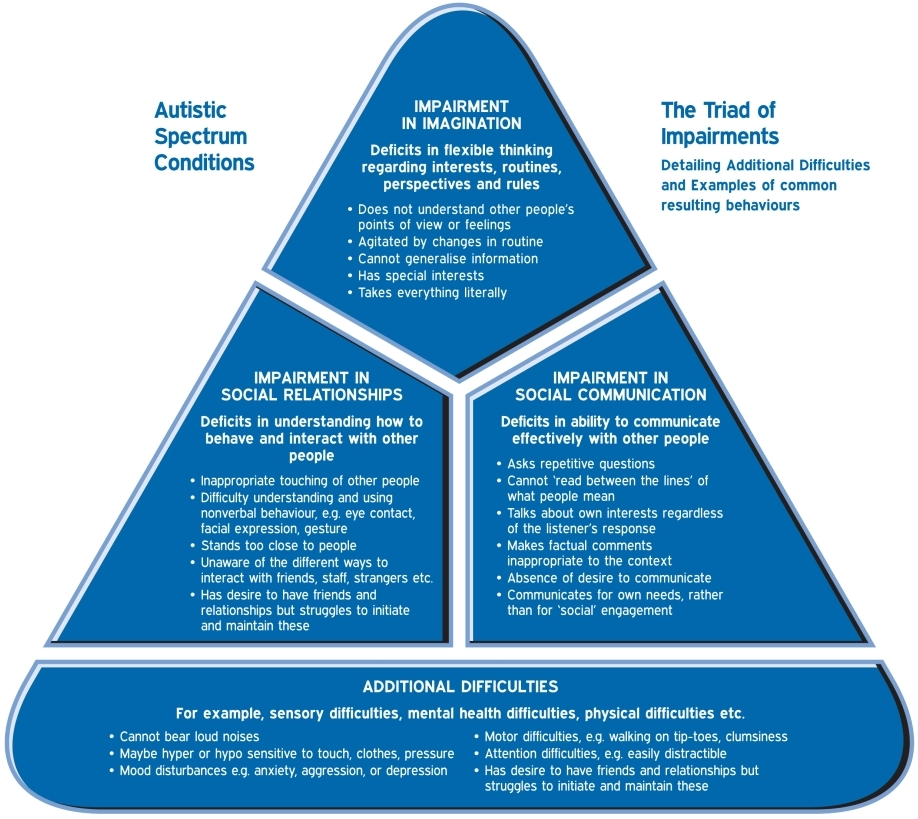 Autistic
Spectrum
Conditions
The Triad of
Impairments
Detailing Additional Difficulties
and Examples of common
resulting behaviours
IMPAIRMENT
IN IMAGINATION
Deficits in flexible thinking
regarding interests, routines,
perspectives and rules
• Does not understand other people's
points of view or feelings
• Agitated by changes in routine
• Cannot generalise information
• Has special interests
• Takes everything literally
IMPAIRMENT IN
SOCIAL RELATIONSHIPS
Deficits in understanding how to
behave and interact with other
people
• Inappropriate touching of other people
• Difficulty understanding and using
nonverbal behaviour, e.g. eye contact,
facial expression, gesture
• Stands too close to people
• Unaware of the different ways to
interact with friends, staff, strangers etc.
• Has desire to have friends and
relationships but struggles to initiate
and maintain these
IMPAIRMENT IN
SOCIAL COMMUNICATION
Deficits in ability to communicate
effectively with other people
• Asks repetitive questions
• Cannot 'read between the lines' of
what people mean
• Talks about own interests regardless
of the listener's response
• Makes factual comments
inappropriate to the context
• Absence of desire to communicate
• Communicates for own needs, rather
than for 'social' engagement
ADDITIONAL DIFFICULTIES
For example, sensory difficulties, mental health difficulties, physical difficulties etc.
• Cannot bear loud noises
• Maybe hyper or hypo sensitive to touch, clothes, pressure
• Mood disturbances e.g. anxiety, aggression, or depression
• Motor difficulties, e.g. walking on tip-toes, clumsiness
• Attention difficulties, e.g. easily distractible
• Has desire to have friends and relationships but
struggles to initiate and maintain these